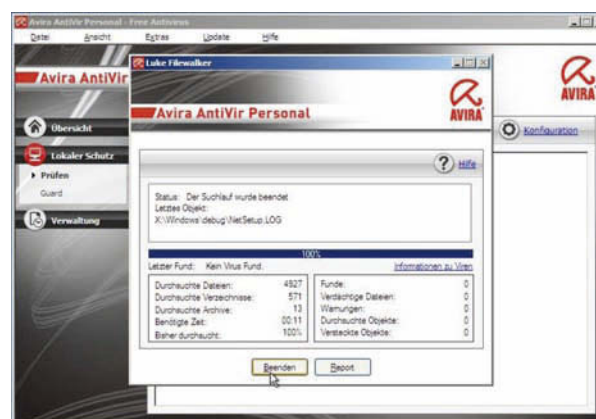 Avira AntiVir Personal - Free Antivirus
Datei Ansicht Extras Update Hilfe
Luke Filewalker
Avira AntiVir
Avira AntiVir Personal
AVIRA
AVIRA
Übersicht
Konfiguration
Lokaler Schutz
Hilfe
Prüfen
Guard
Verwaltung
Status: Der Suchlauf wurde beendet
Letztes Objekt:
X:\Windows\debug\NetSetup.LOG
100%
Letzter Fund: Kein Virus Fund. Informationen zu Viren
Durchsuchte Dateien: 4927 Funde: 0
Durchsuchte Verzeichnisse: 571 Verdächtige Dateien: 0
Durchsuchte Archive: 13 Warnungen: 0
Benötigte Zeit: 00:11 Durchsuchte Objekte: 0
Bisher durchsucht: 100% Versteckte Objekte: 0
Beenden Report